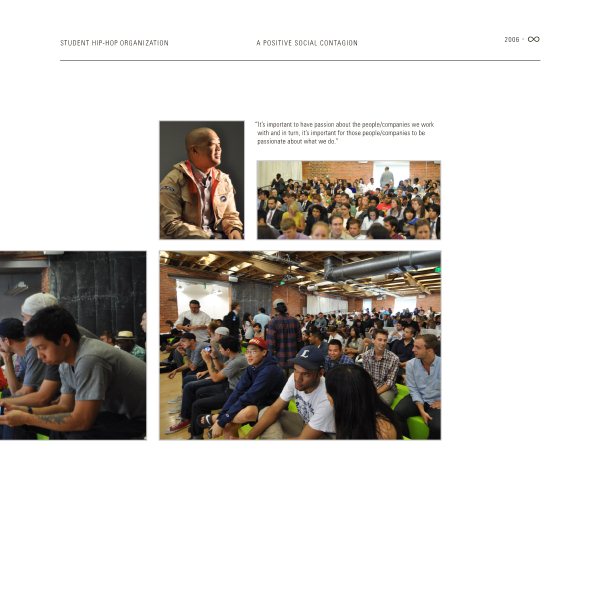 STUDENT HIP-HOP ORGANIZATION
A POSITIVE SOCIAL CONTAGION
2006 - ∞
"It's important to have passion about the people/companies we work
with and in turn, it's important for those people/companies to be
passionate about what we do."
L